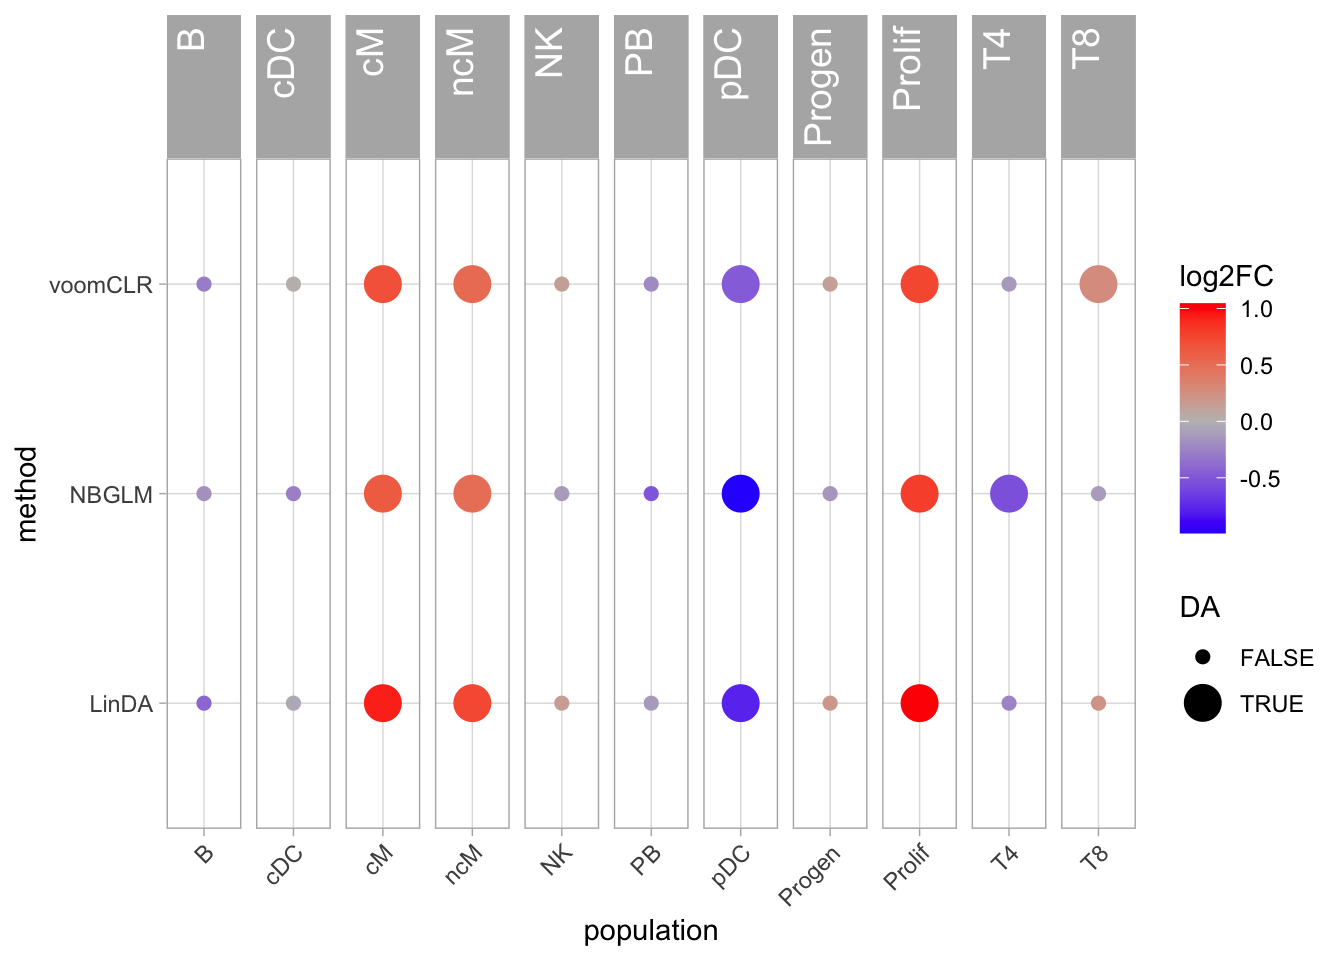 B cDC cM ncM NK PB pDC Progen Prolif T4 T8
voomCLR
NBGLM
LinDA
method
B cDC cM ncM NK PB pDC Progen Prolif T4 T8
population
log2FC
1.0
0.5
0.0
-0.5
DA
FALSE
TRUE